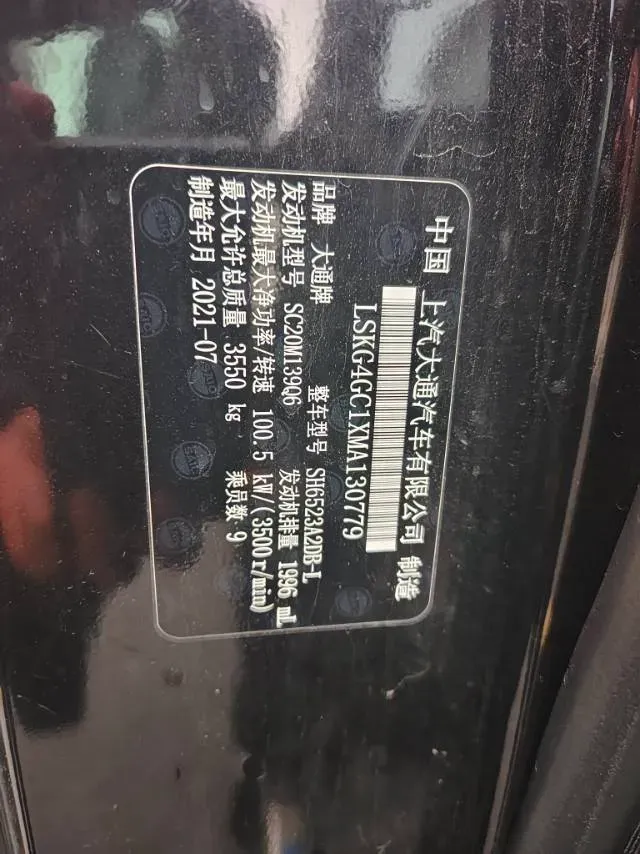 中国 上汽大通汽车有限公司 制造
LSKG4GC1XMA130779
品牌 大通牌 整车型号 SH6523A2DB-L
发动机型号 SC20M139Q6 发动机排量 1996 mL
发动机最大净功率/转速 100.5 kW/(3500r/min)
最大允许总质量 3550 kg 乘员数 9
制造年月 2021-07